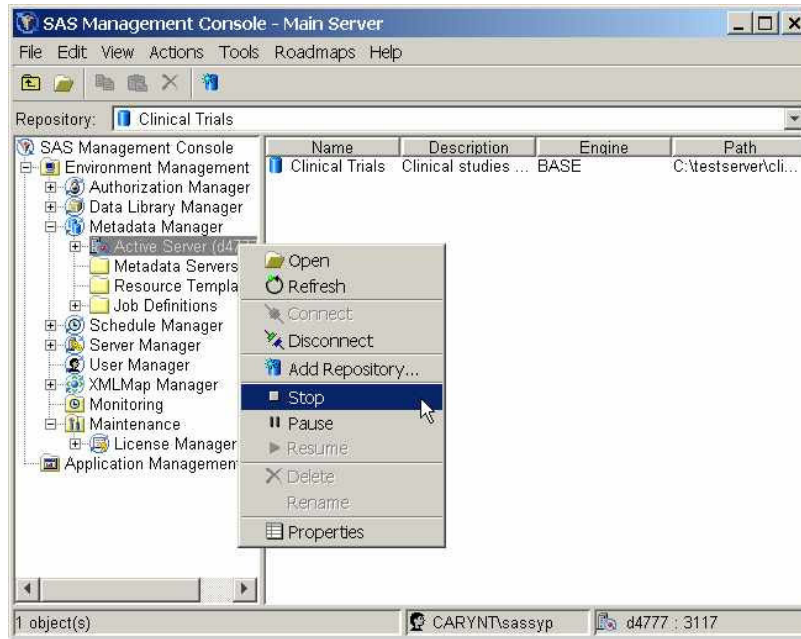 SAS Management Console - Main Server
File Edit View Actions Tools Roadmaps Help
Repository: Clinical Trials
SAS Management Console
Environment Management
Authorization Manager
Data Library Manager
Metadata Manager
Active Server (d4777
Metadata Servers
Resource Templa
Job Definitions
Schedule Manager
Server Manager
User Manager
XMLMap Manager
Monitoring
Maintenance
License Manager
Application Managemen
Name Description Engine Path
Clinical Trials Clinical studies ... BASE C:\testserver\cli...
Open
Refresh
Connect
Disconnect
Add Repository...
Stop
Pause
Resume
Delete
Rename
Properties
1 object(s) CARYNT\sassyp d4777 : 3117